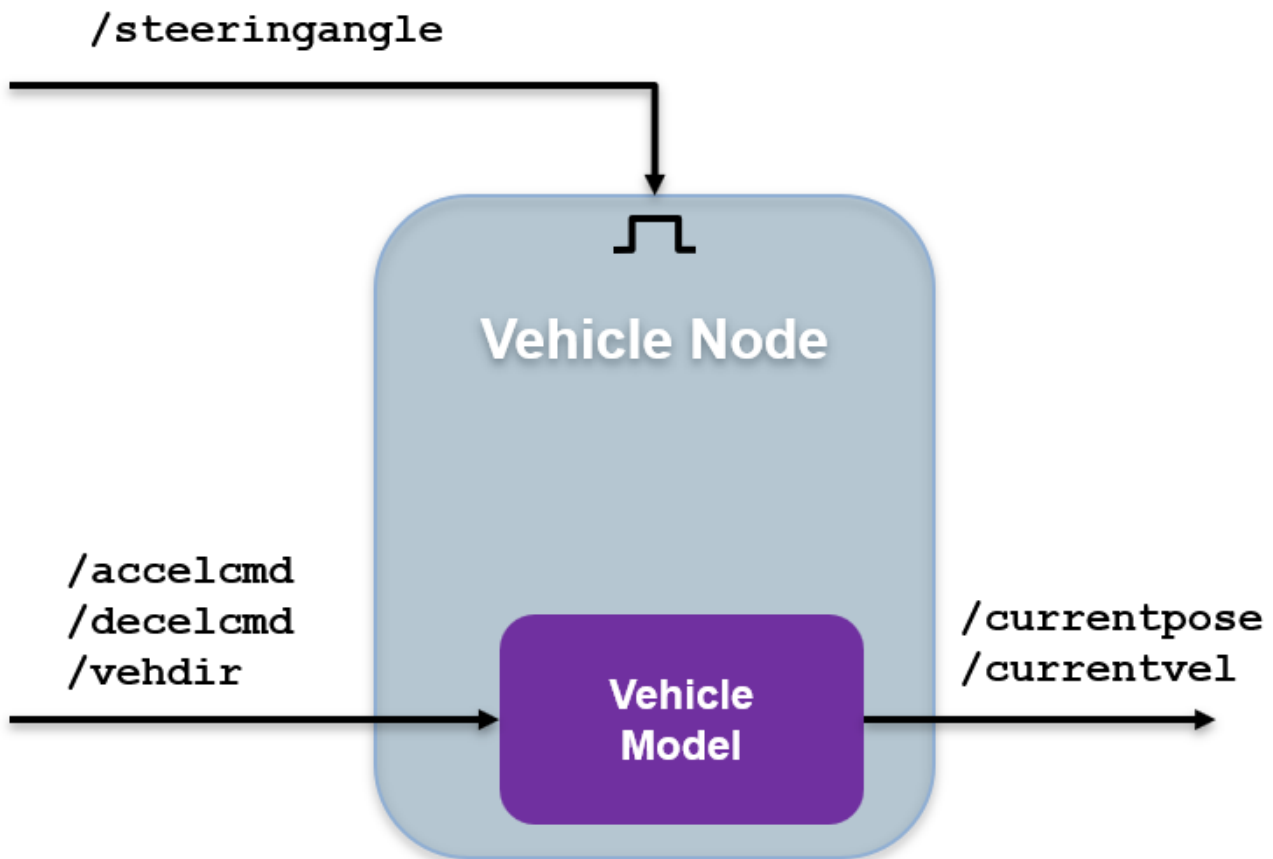 /steeringangle
Vehicle Node
/accelcmd
/decelcmd
/vehdir
Vehicle
Model
/currentpose
/currentvel